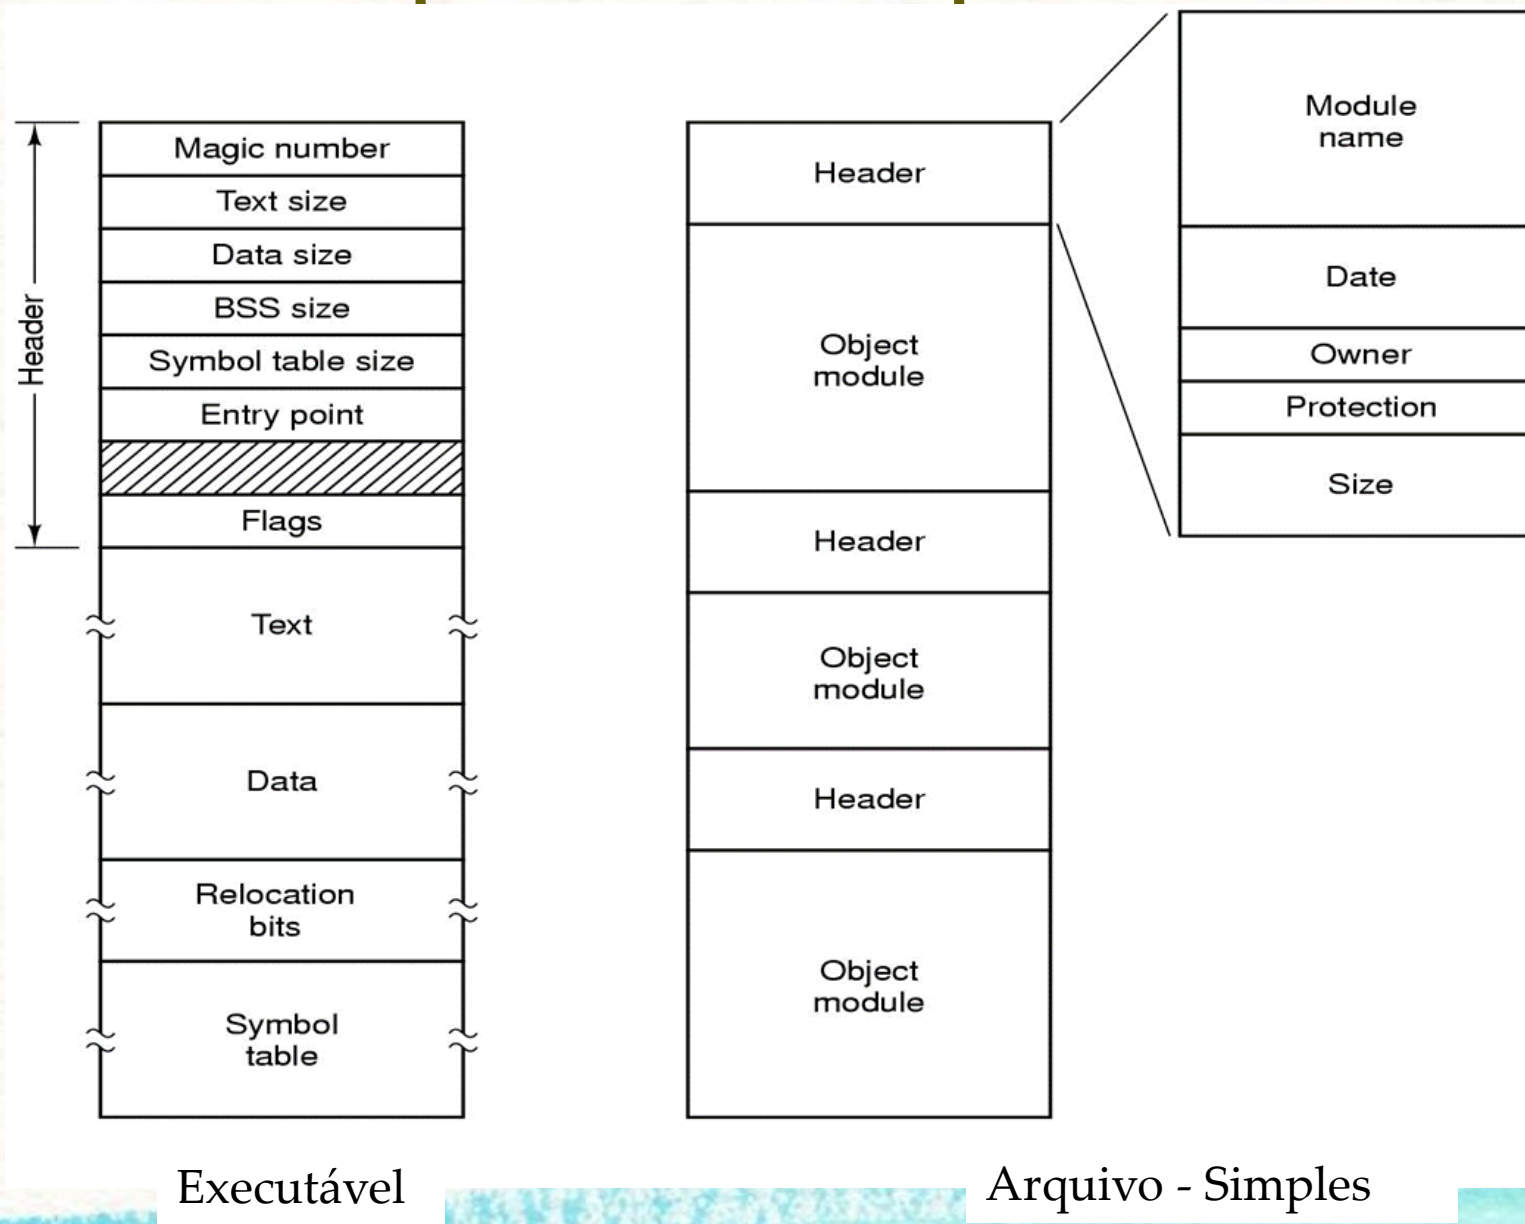 Header
Magic number
Text size
Data size
BSS size
Symbol table size
Entry point
Flags
Text
Data
Relocation
bits
Symbol
table
Executável
Header
Object
module
Header
Object
module
Header
Object
module
Module
name
Date
Owner
Protection
Size
Arquivo - Simples